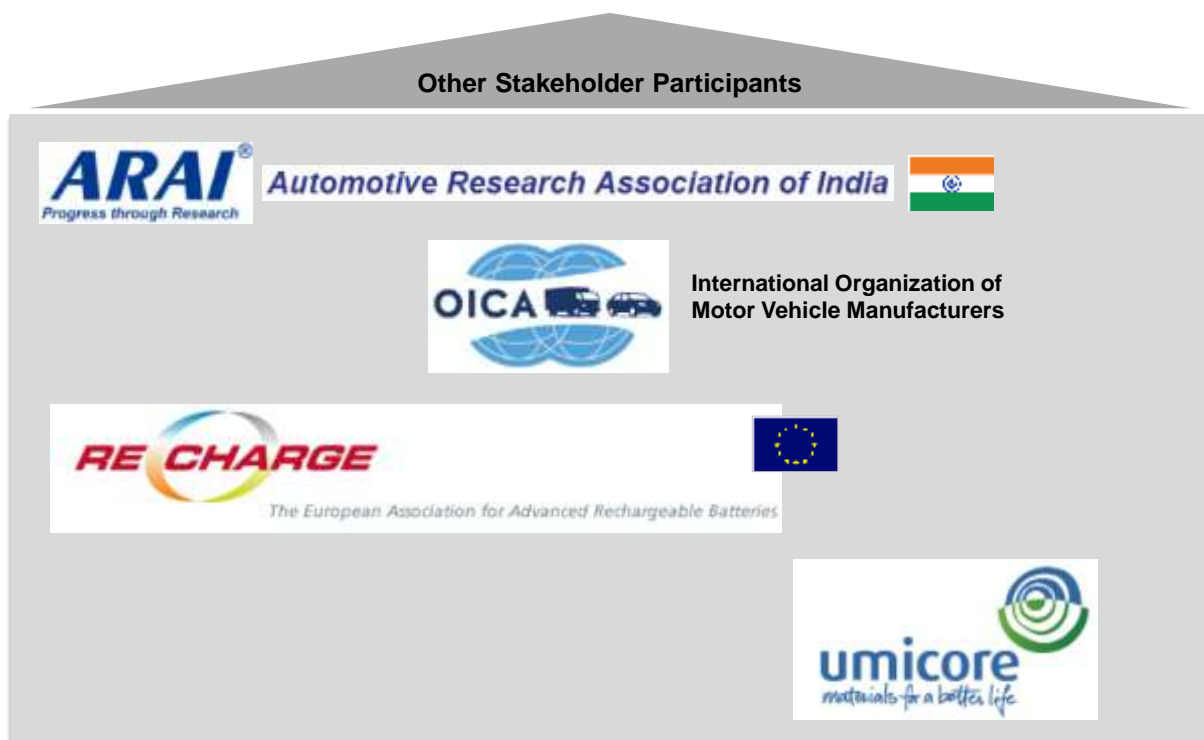 Other Stakeholder Participants
ARAI®
Progress through Research
Automotive Research Association of India
OICA
International Organization of
Motor Vehicle Manufacturers
RECHARGE
The European Association for Advanced Rechargeable Batteries
umicore
materials for a better life